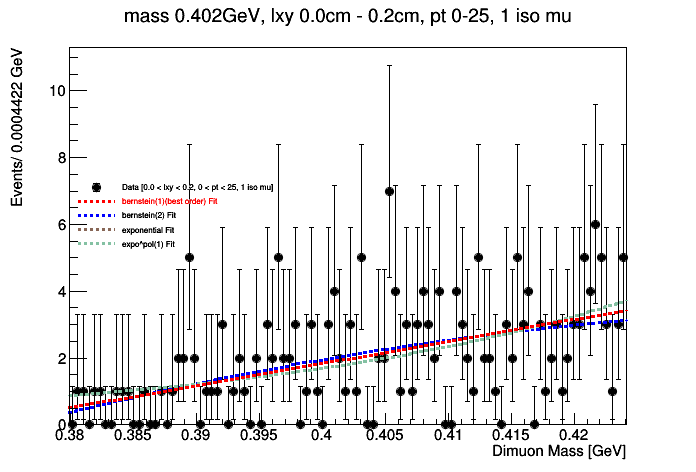 mass 0.402GeV, lxy 0.0cm - 0.2cm, pt 0-25, 1 iso mu
Events/ 0.0004422 GeV
10
8
6
4
2
0
Data [0.0 < lxy < 0.2, 0 < pt < 25, 1 iso mu]
bernstein(1)(best order) Fit
bernstein(2) Fit
exponential Fit
expo*pol(1) Fit
0.38 0.385 0.39 0.395 0.4 0.405 0.41 0.415 0.42
Dimuon Mass [GeV]